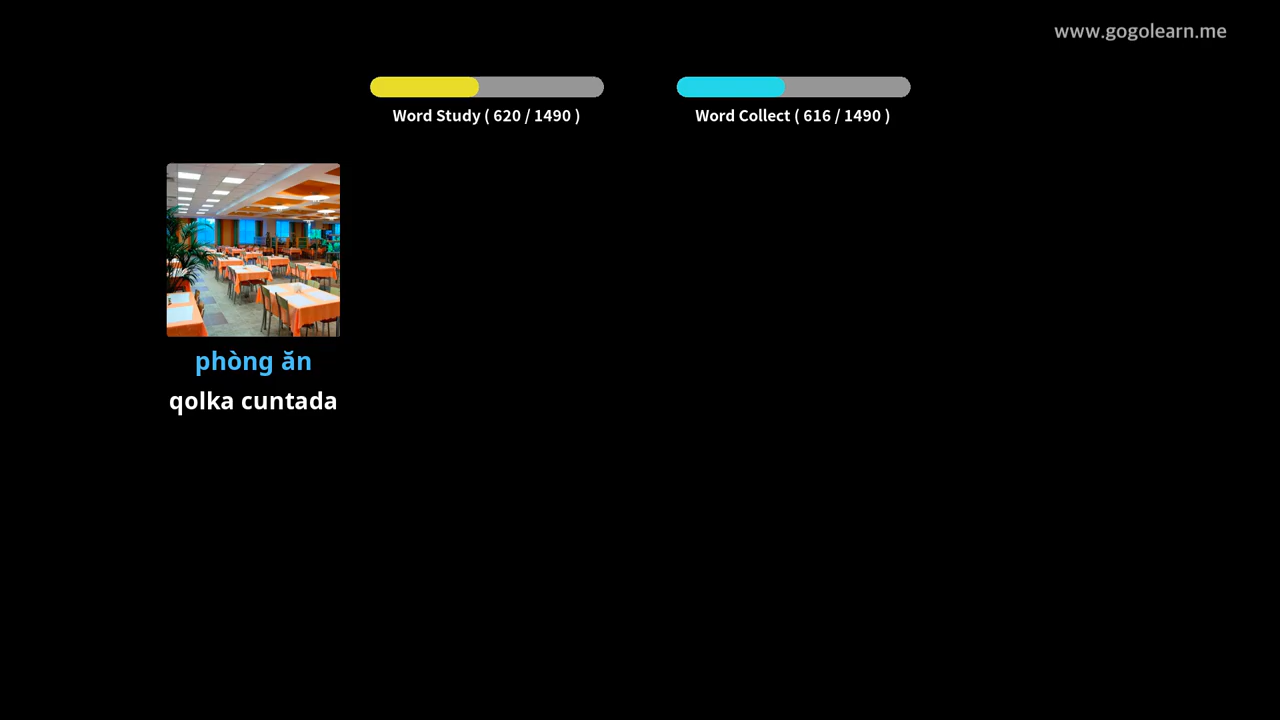 www.gogolearn.me
Word Study ( 620 / 1490 )
Word Collect ( 616 / 1490 )
phòng ăn
qolka cuntada